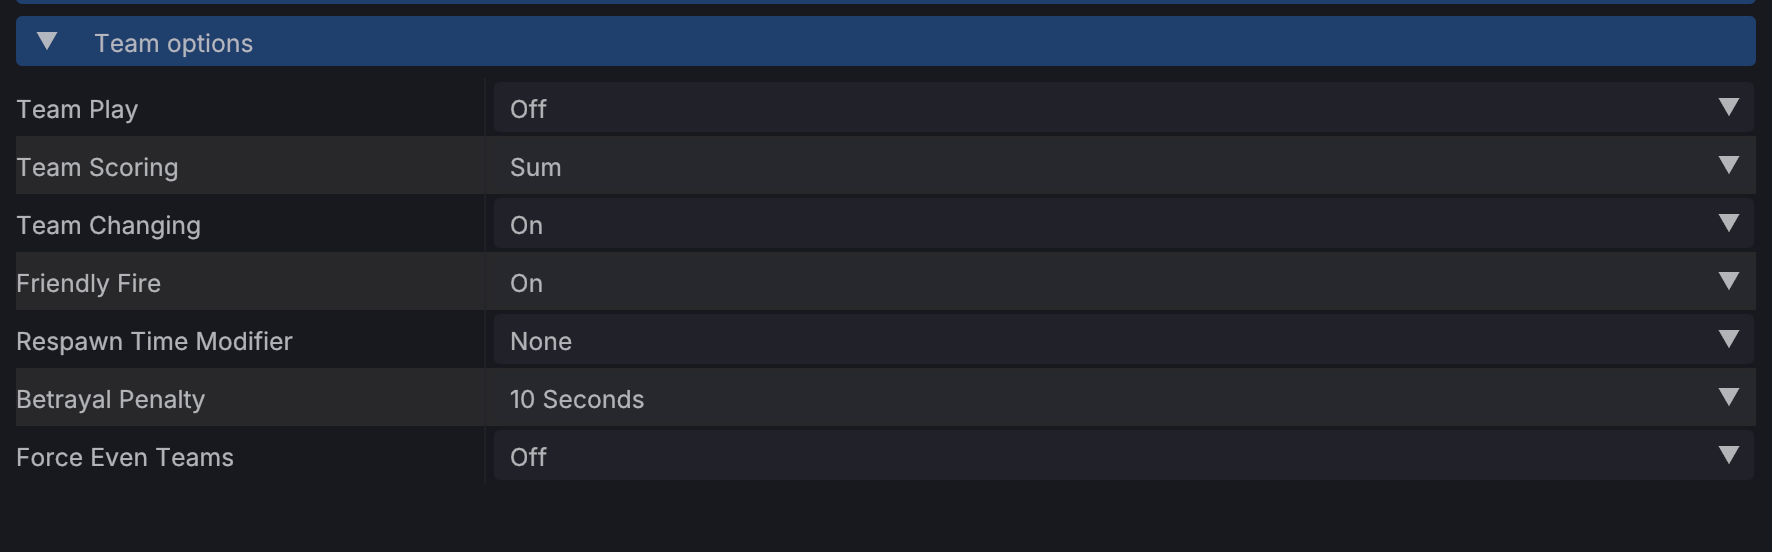 Team options
Team Play Off
Team Scoring Sum
Team Changing On
Friendly Fire On
Respawn Time Modifier None
Betrayal Penalty 10 Seconds
Force Even Teams Off